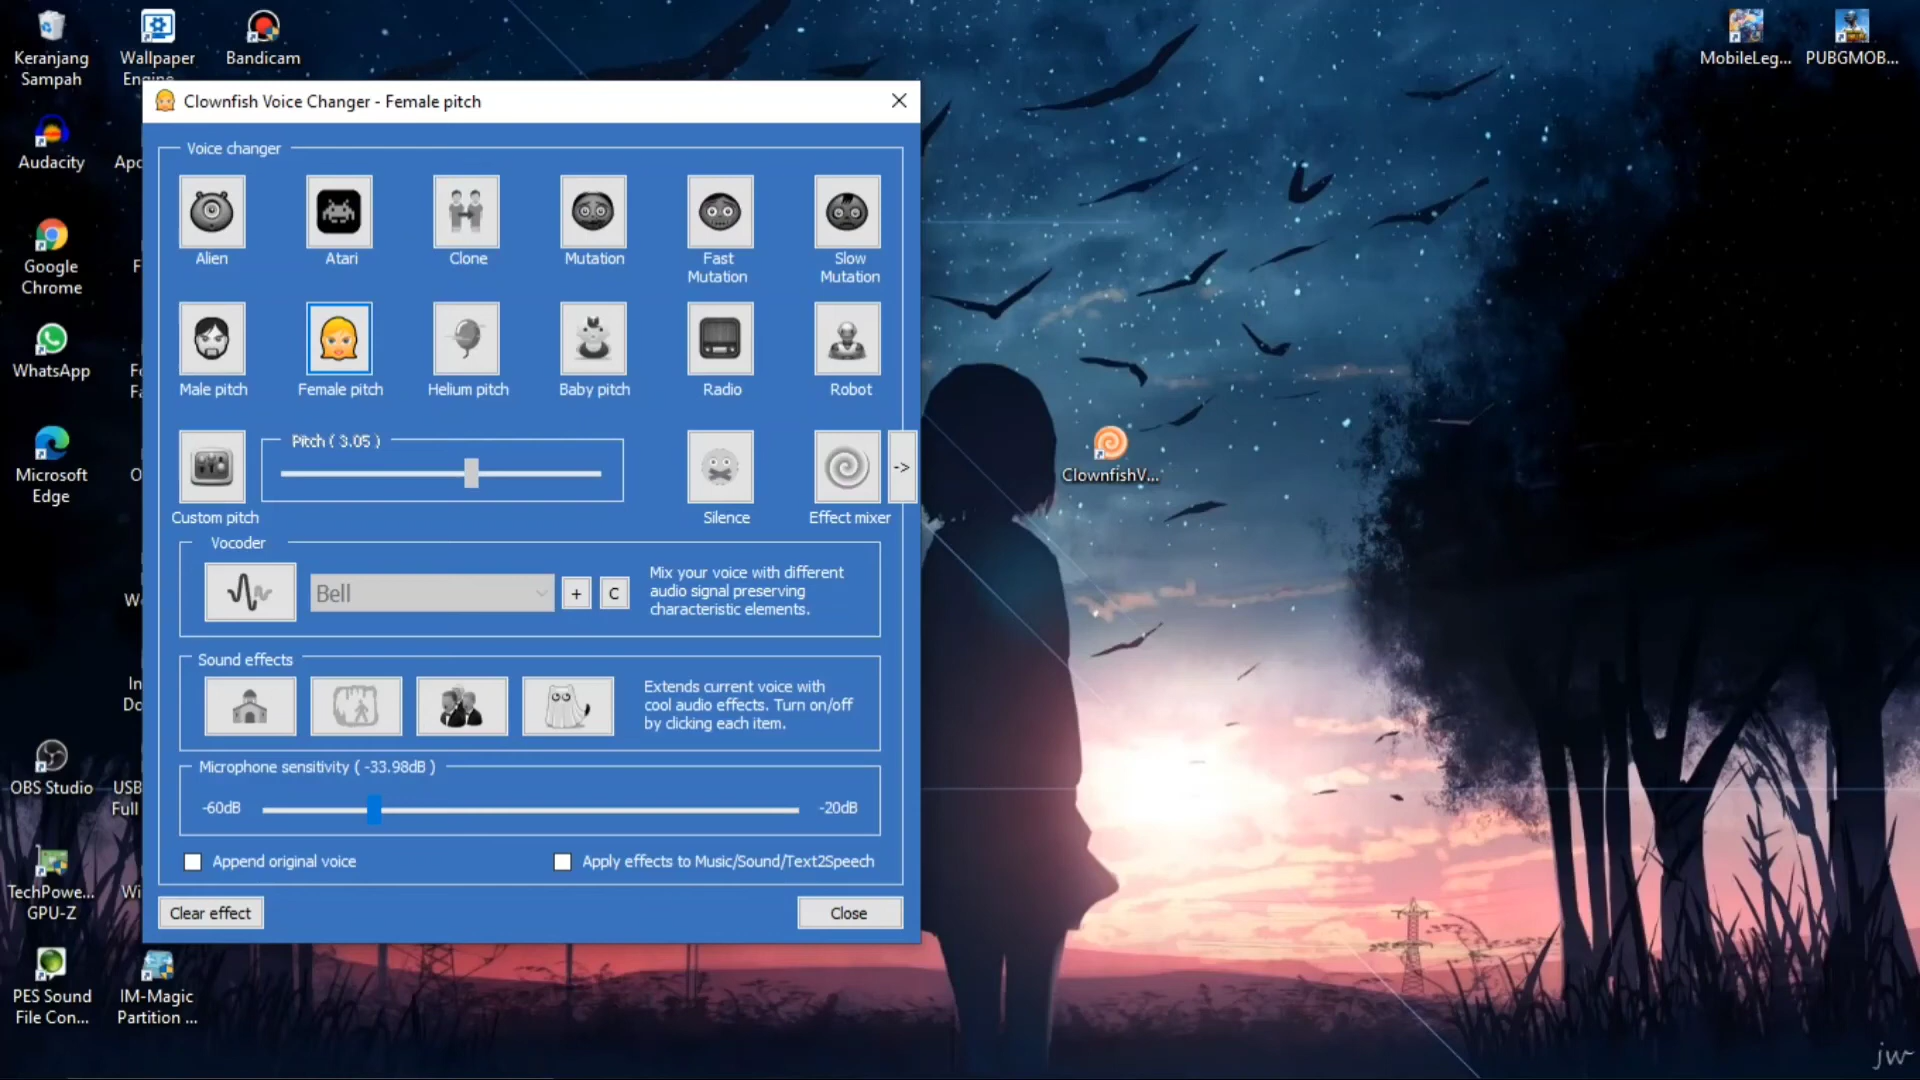 Keranjang
Sampah
Wallpaper
Engine
Bandicam
MobileLeg...
PUBGMOB...
Audacity
Google
Chrome
WhatsApp
Microsoft
Edge
OBS Studio
USB
Full
TechPowe...
GPU-Z
PES Sound
File Con...
IM-Magic
Partition ...
ClownfishV...
Clownfish Voice Changer - Female pitch
Voice changer
Alien
Atari
Clone
Mutation
Fast
Mutation
Slow
Mutation
Male pitch
Female pitch
Helium pitch
Baby pitch
Radio
Robot
Pitch ( 3.05 )
->
Custom pitch
Silence
Effect mixer
Vocoder
Bell
+
C
Mix your voice with different
audio signal preserving
characteristic elements.
Sound effects
Extends current voice with
cool audio effects. Turn on/off
by clicking each item.
Microphone sensitivity ( -33.98dB )
-60dB
-20dB
Append original voice
Apply effects to Music/Sound/Text2Speech
Clear effect
Close
jw